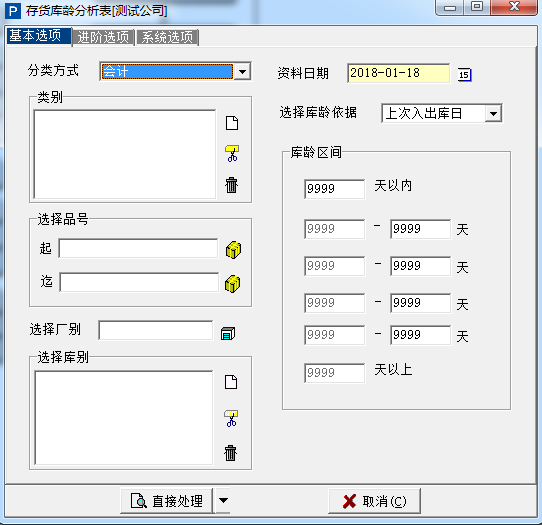 存货库龄分析表[测试公司]
基本选项 进阶选项 系统选项
分类方式 会计
资料日期 2018-01-18 15
类别
选择库龄依据 上次入出库日
库龄区间
9999 天以内
选择品号
9999 - 9999 天
起
9999 - 9999 天
迄
9999 - 9999 天
选择厂别
9999 - 9999 天
选择库别
9999 天以上
直接处理
取消(C)